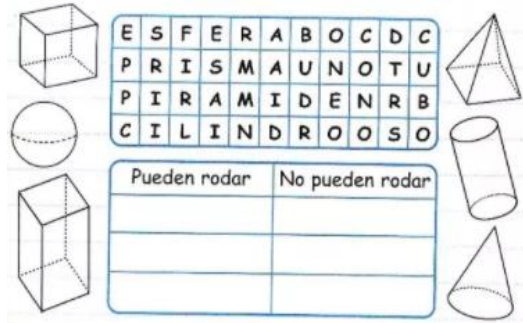 E S F E R A B O C D C
P R I S M A U N O T U
P I R A M I D E N R B
C I L I N D R O O S O
Pueden rodar No pueden rodar